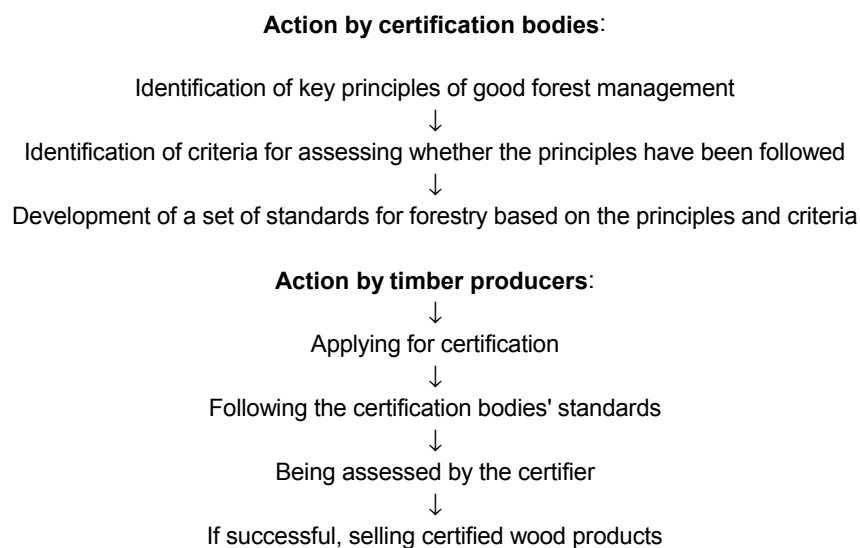 Action by certification bodies:
Identification of key principles of good forest management
↓
Identification of criteria for assessing whether the principles have been followed
↓
Development of a set of standards for forestry based on the principles and criteria
Action by timber producers:
↓
Applying for certification
↓
Following the certification bodies' standards
↓
Being assessed by the certifier
↓
If successful, selling certified wood products